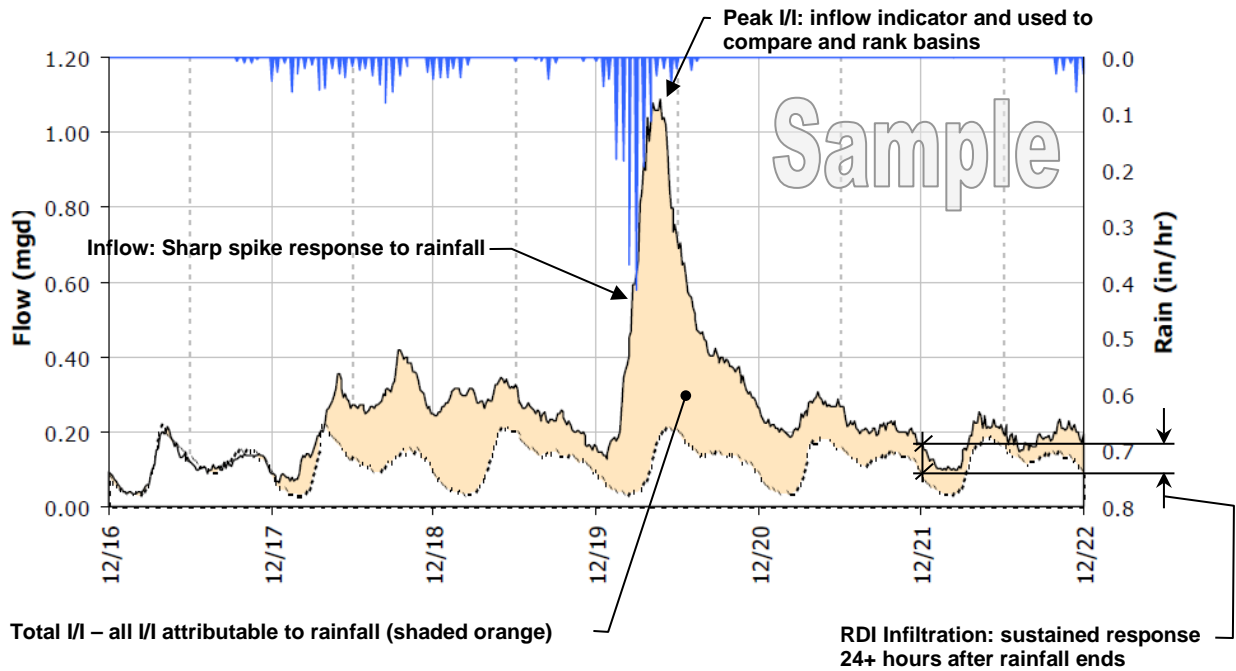 Peak I/I: inflow indicator and used to
compare and rank basins
Sample
Flow (mgd)
1.20
1.00
0.80
0.60
0.40
0.20
0.00
Inflow: Sharp spike response to rainfall
0.0
0.1
0.2
0.3
0.4
0.5
0.6
0.7
0.8
Rain (in/hr)
12/16
12/17
12/18
12/19
12/20
12/21
12/22
Total I/I – all I/I attributable to rainfall (shaded orange)
RDI Infiltration: sustained response
24+ hours after rainfall ends